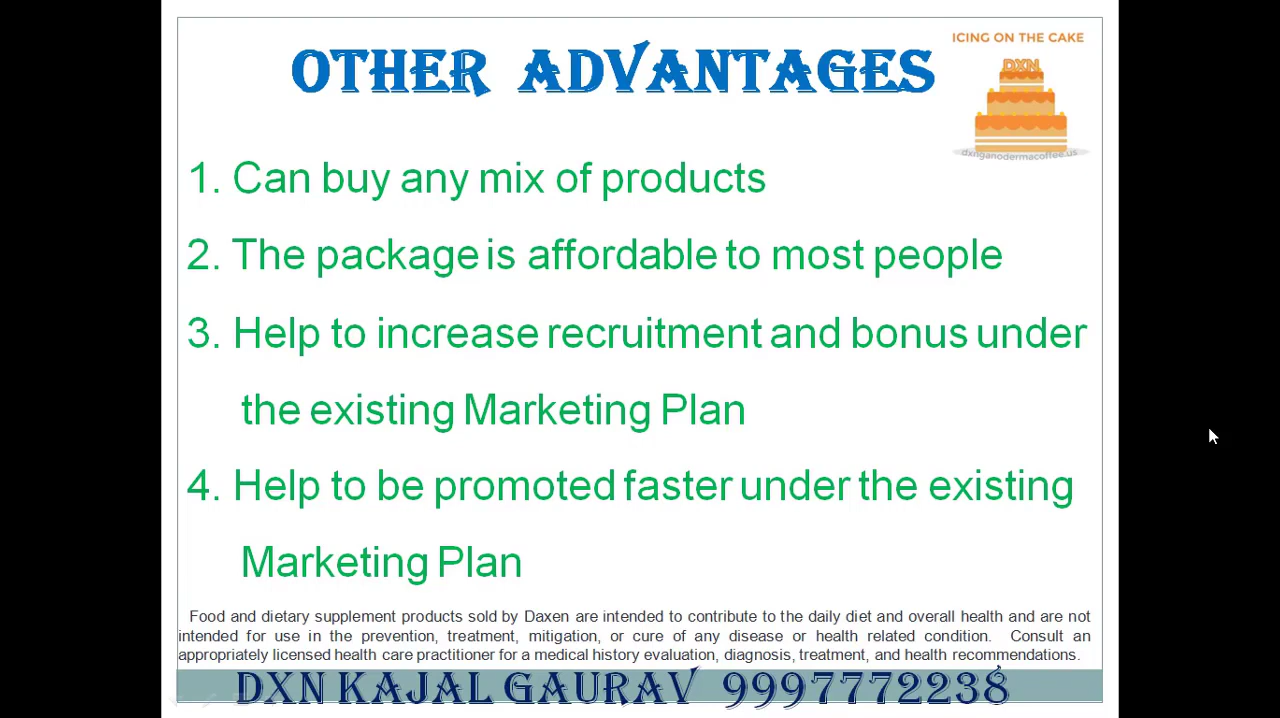 OTHER ADVANTAGES
ICING ON THE CAKE
DXN
dxnganodermacoffee.us
1. Can buy any mix of products
2. The package is affordable to most people
3. Help to increase recruitment and bonus under
the existing Marketing Plan
4. Help to be promoted faster under the existing
Marketing Plan
Food and dietary supplement products sold by Daxen are intended to contribute to the daily diet and overall health and are not
intended for use in the prevention, treatment, mitigation, or cure of any disease or health related condition. Consult an
appropriately licensed health care practitioner for a medical history evaluation, diagnosis, treatment, and health recommendations.
DXN KAJAL GAURAV 9997772238